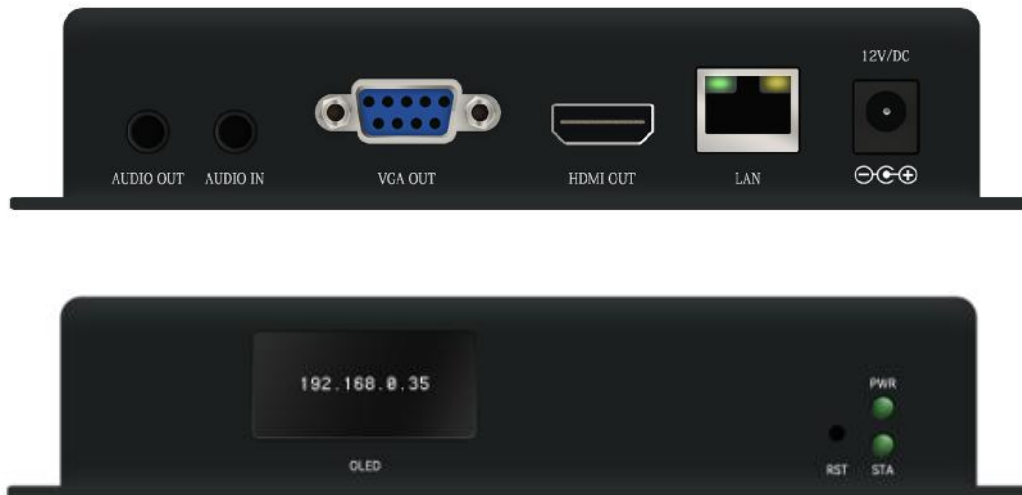 12V/DC
AUDIO OUT AUDIO IN VGA OUT HDMI OUT LAN
192.168.0.35
PWR
OLED
RST STA